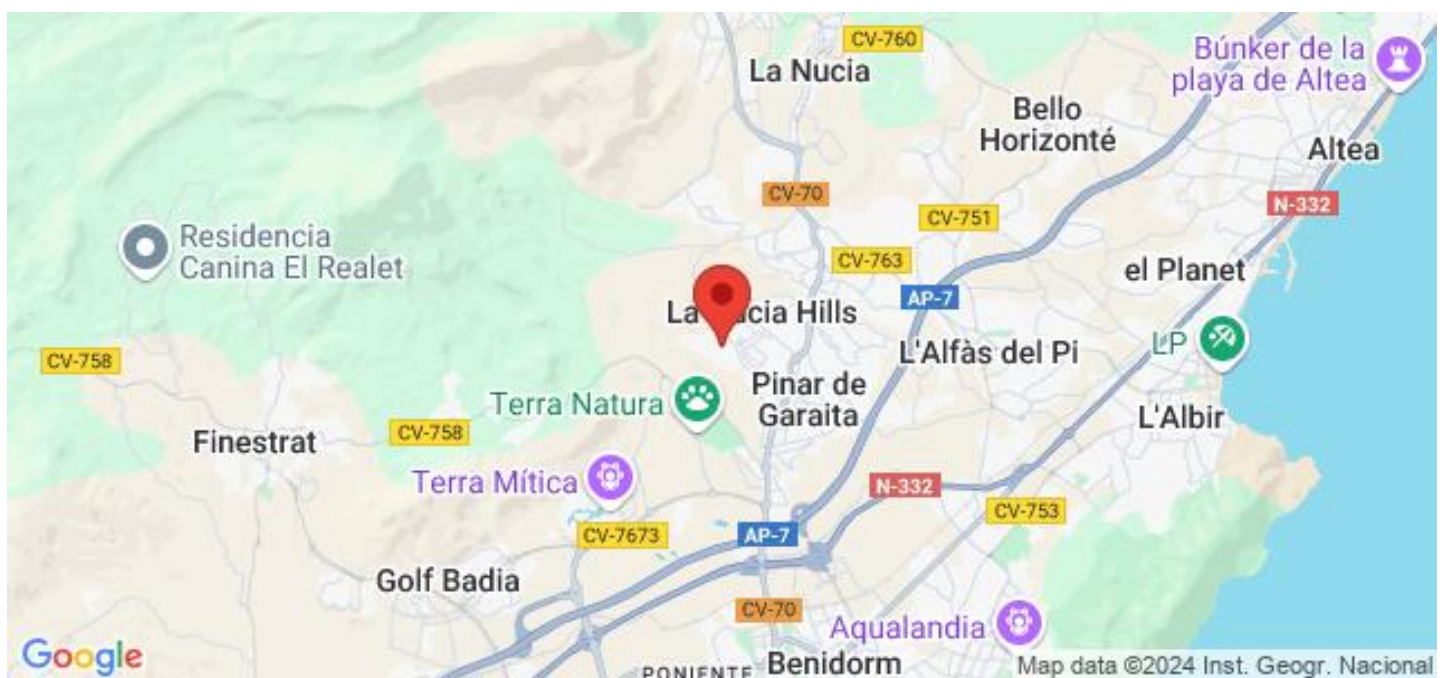 CV-760
Búnker de la
playa de Altea
La Nucia
Bello
Horizonté
Altea
CV-70
N-332
CV-751
Residencia
Canina El Realet
CV-763
el Planet
AP-7
La
cia Hills
LP
CV-758
L'Alfàs del Pi
Terra Natura
Pinar de
Garaita
L'Albir
Finestrat
CV-758
Terra Mítica
N-332
CV-753
CV-7673
AP-7
Golf Badia
CV-70
Aqualandia
Google
PONIENTE
Benidorm
Map data ©2024 Inst. Geogr. Nacional